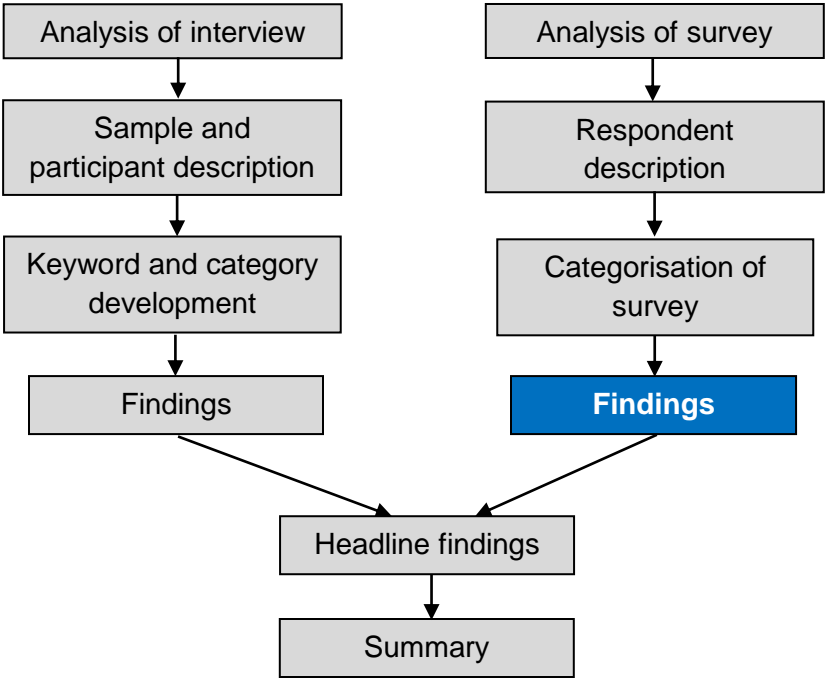 Analysis of interview
Analysis of survey
Sample and
participant description
Respondent
description
Keyword and category
development
Categorisation of
survey
Findings
Findings
Headline findings
Summary